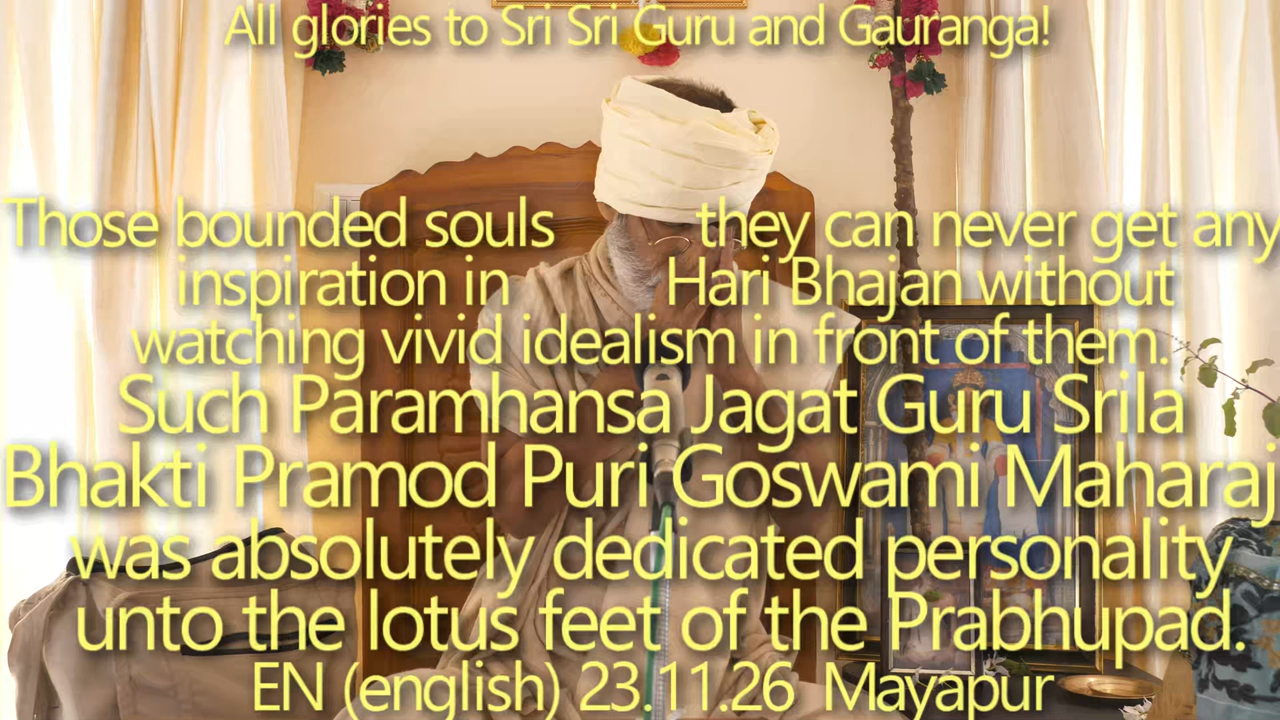 All glories to Sri Sri Guru and Gauranga!
Those bounded souls they can never get any
inspiration in Hari Bhajan without
watching vivid idealism in front of them.
Such Paramhansa Jagat Guru Srila
Bhakti Pramod Puri Goswami Maharaj
was absolutely dedicated personality
unto the lotus feet of the Prabhupad.
EN (english) 23.11.26 Mayapur